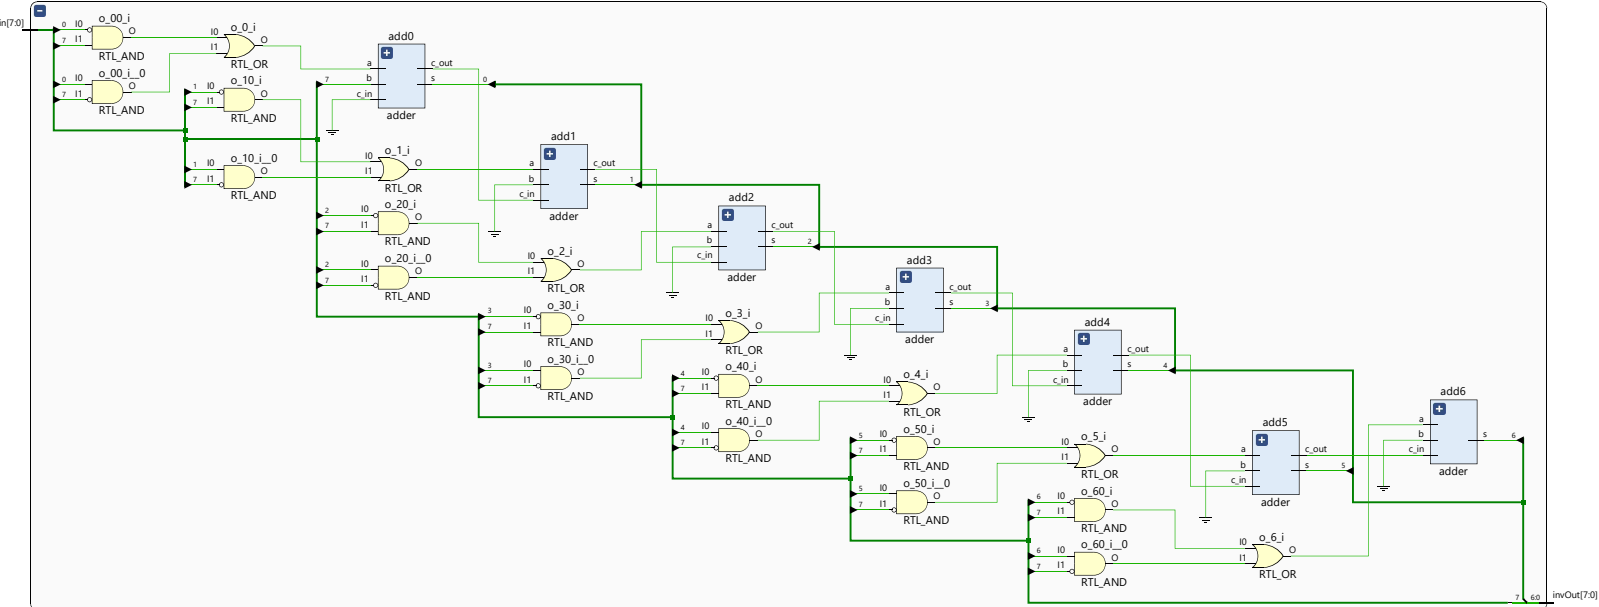 in[7:0]
o_00_i
0 I0
7 I1
O
RTL_AND
o_00_i__0
0 I0
7 I1
O
RTL_AND
o_0_i
I0
I1
O
RTL_OR
o_10_i
1 I0
7 I1
O
RTL_AND
o_10_i__0
1 I0
7 I1
O
RTL_AND
add0
a
7 b
c_in
c_out
s 0
adder
o_1_i
I0
I1
O
RTL_OR
o_20_i
2 I0
7 I1
O
RTL_AND
o_20_i__0
2 I0
7 I1
O
RTL_AND
add1
a
b
c_in
c_out
s 1
adder
o_2_i
I0
I1
O
RTL_OR
o_30_i
3 I0
7 I1
O
RTL_AND
o_30_i__0
3 I0
7 I1
O
RTL_AND
add2
a
b
c_in
c_out
s 2
adder
o_3_i
I0
I1
O
RTL_OR
o_40_i
4 I0
7 I1
O
RTL_AND
o_40_i__0
4 I0
7 I1
O
RTL_AND
add3
a
b
c_in
c_out
s 3
adder
o_4_i
I0
I1
O
RTL_OR
o_50_i
5 I0
7 I1
O
RTL_AND
o_50_i__0
5 I0
7 I1
O
RTL_AND
add4
a
b
c_in
c_out
s 4
adder
o_5_i
I0
I1
O
RTL_OR
o_60_i
6 I0
7 I1
O
RTL_AND
o_60_i__0
6 I0
7 I1
O
RTL_AND
add5
a
b
c_in
c_out
s 5
adder
o_6_i
I0
I1
O
RTL_OR
add6
a
b
c_in
s 6
adder
7 6:0
invOut[7:0]